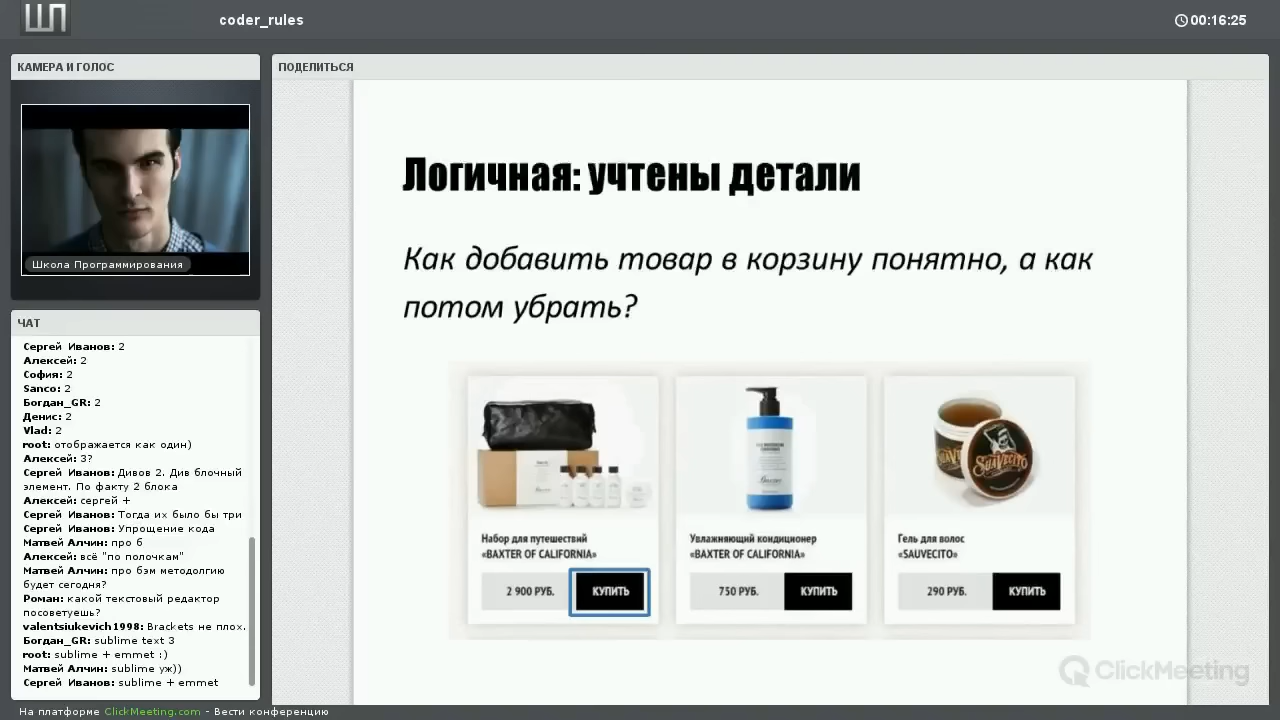 ШП
coder_rules
00:16:25
КАМЕРА И ГОЛОС
Школа Программирования
ЧАТ
Сергей Иванов: 2
Алексей: 2
София: 2
Sanco: 2
Богдан_GR: 2
Денис: 2
Vlad: 2
root: отображается как один)
Алексей: 3?
Сергей Иванов: Дивов 2. Див блочный
элемент. По факту 2 блока
Алексей: сергей +
Сергей Иванов: Тогда их было бы три
Сергей Иванов: Упрощение кода
Матвей Алчин: про б
Алексей: всё "по полочкам"
Матвей Алчин: про бэм методолгию
будет сегодня?
Роман: какой текстовый редактор
посоветуешь?
valentsiukevich1998: Brackets не плох.
Богдан_GR: sublime text 3
root: sublime + emmet :)
Матвей Алчин: sublime уж))
Сергей Иванов: sublime + emmet
ПОДЕЛИТЬСЯ
Логичная: учтены детали
Как добавить товар в корзину понятно, а как
потом убрать?
SUAVECITO
Набор для путешествий
«BAXTER OF CALIFORNIA»
2 900 РУБ. КУПИТЬ
Увлажняющий кондиционер
«BAXTER OF CALIFORNIA»
750 РУБ. КУПИТЬ
Гель для волос
«SAUVECITO»
290 РУБ. КУПИТЬ
ClickMeeting
На платформе ClickMeeting.com - Вести конференцию